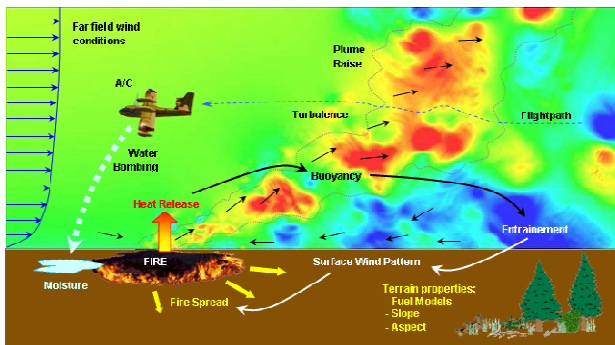 Far field wind
conditions
Plume
Raise
A/C
Turbulence
Flightpath
Water
Bombing
Buoyancy
Heat Release
Entrainement
FIRE
Surface Wind Pattern
Moisture
Fire Spread
Terrain properties:
- Fuel Models
- Slope
- Aspect